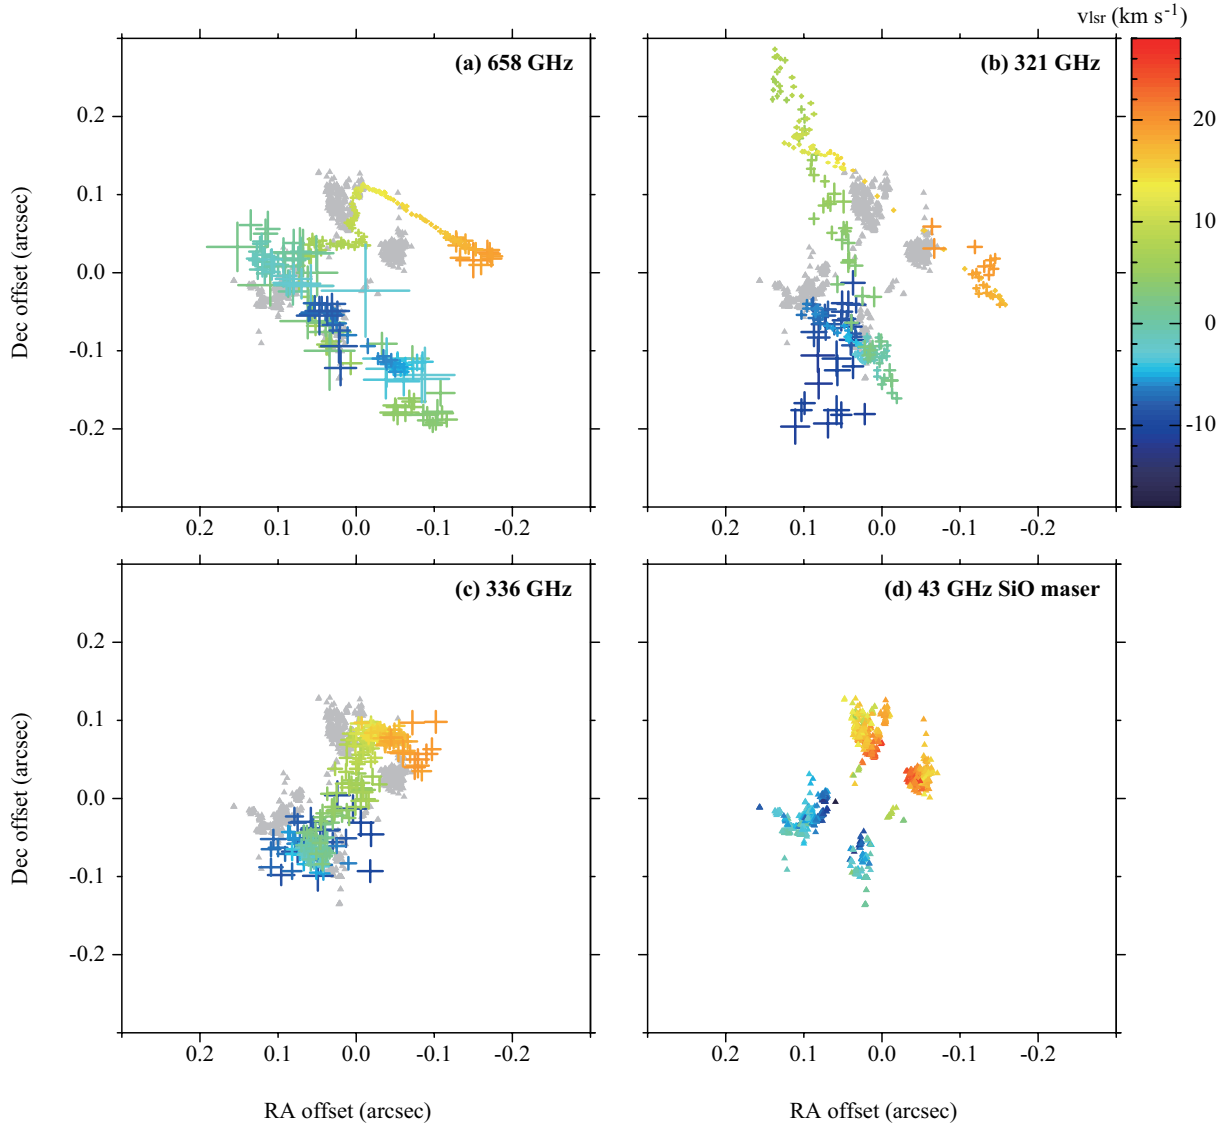 vlsr (km s-1)
(a) 658 GHz
(b) 321 GHz
0.2
0.1
0.0
-0.1
-0.2
Dec offset (arcsec)
20
10
0
-10
0.2 0.1 0.0 -0.1 -0.2
0.2 0.1 0.0 -0.1 -0.2
(c) 336 GHz
(d) 43 GHz SiO maser
0.2
0.1
0.0
-0.1
-0.2
Dec offset (arcsec)
0.2 0.1 0.0 -0.1 -0.2
0.2 0.1 0.0 -0.1 -0.2
RA offset (arcsec)
RA offset (arcsec)